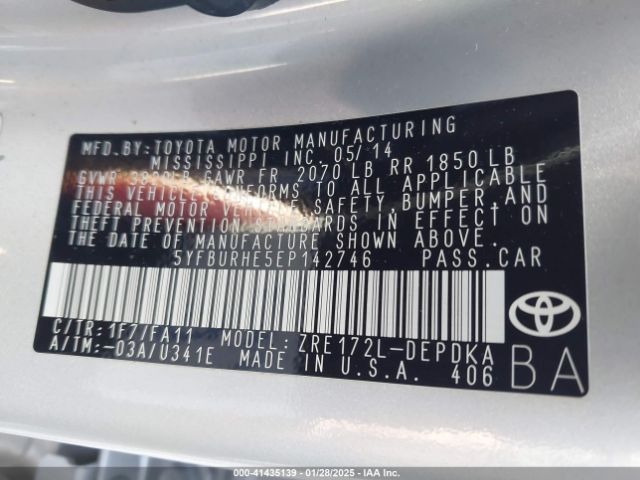 MFD.BY:TOYOTA MOTOR MANUFACTURING
MISSISSIPPI INC. 05/14
GVWR LB GAWR FR 2070 LB RR 1850 LB
THIS VEHICLE CONFORMS TO ALL APPLICABLE
FEDERAL MOTOR VEHICLE SAFETY, BUMPER, AND
THEFT PREVENTION STANDARDS IN EFFECT ON
THE DATE OF MANUFACTURE SHOWN ABOVE.
5YFBURHE5EP142746 PASS.CAR
C/TR:1F7/FA11 MODEL:ZRE172L-DEPDKA
A/TM:-03A/U341E MADE IN U.S.A. 406
BA
000-41435139 | 01/28/2025 | IAA Inc.